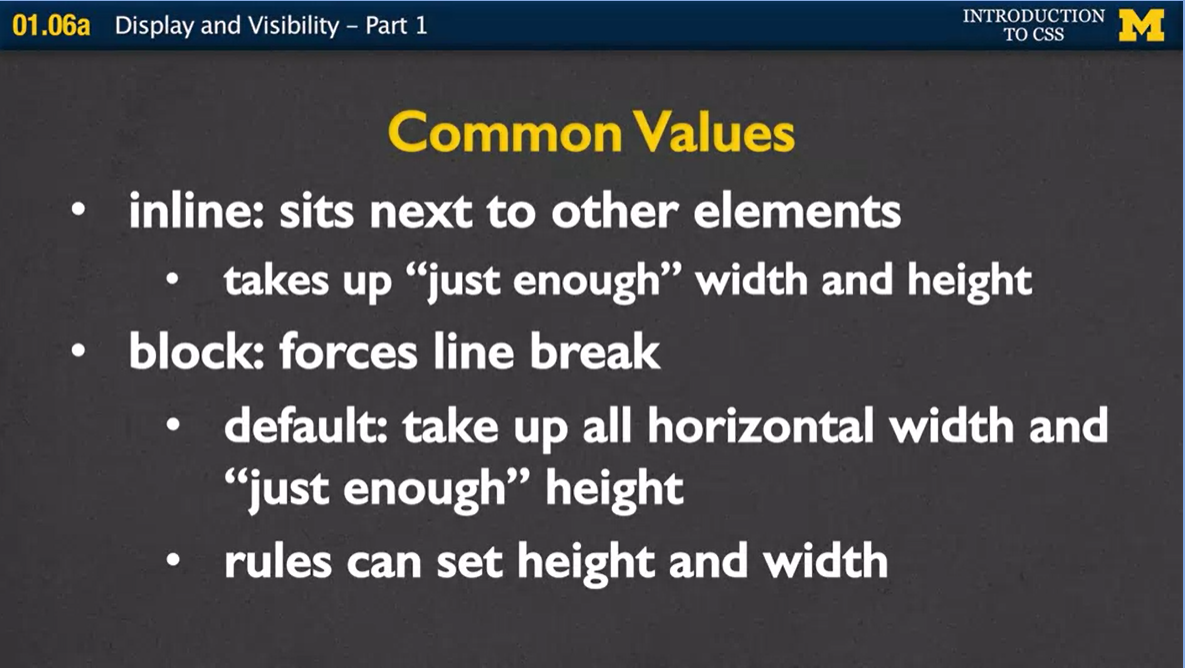 01.06a Display and Visibility – Part 1
INTRODUCTION
TO CSS
M
Common Values
• inline: sits next to other elements
• takes up “just enough” width and height
• block: forces line break
• default: take up all horizontal width and
“just enough” height
• rules can set height and width